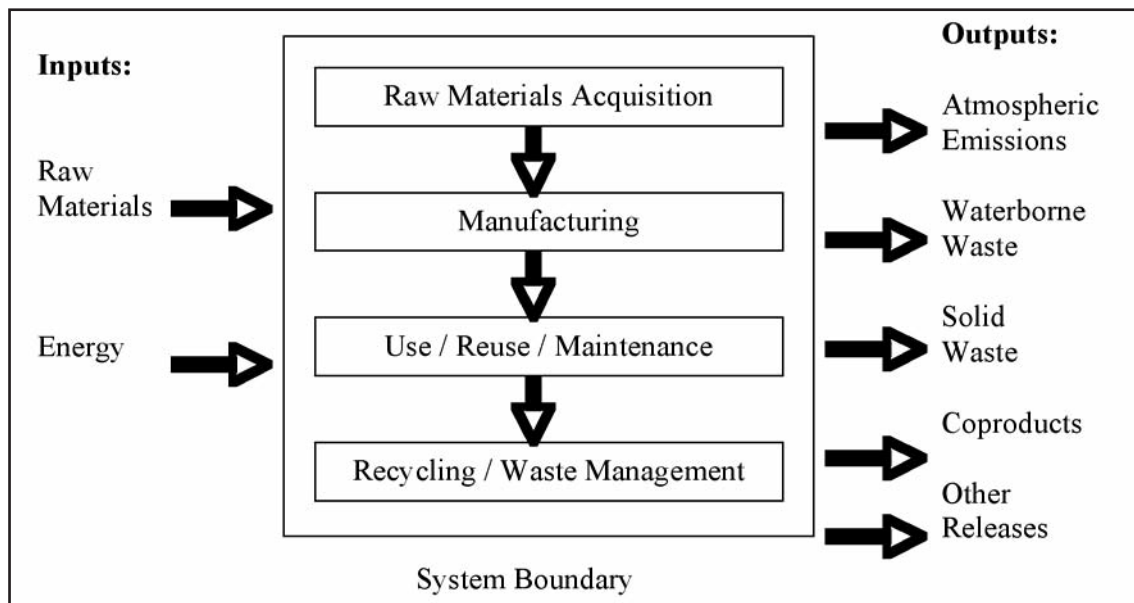 Inputs:
Raw
Materials
Energy
Raw Materials Acquisition
Manufacturing
Use / Reuse / Maintenance
Recycling / Waste Management
System Boundary
Outputs:
Atmospheric
Emissions
Waterborne
Waste
Solid
Waste
Coproducts
Other
Releases